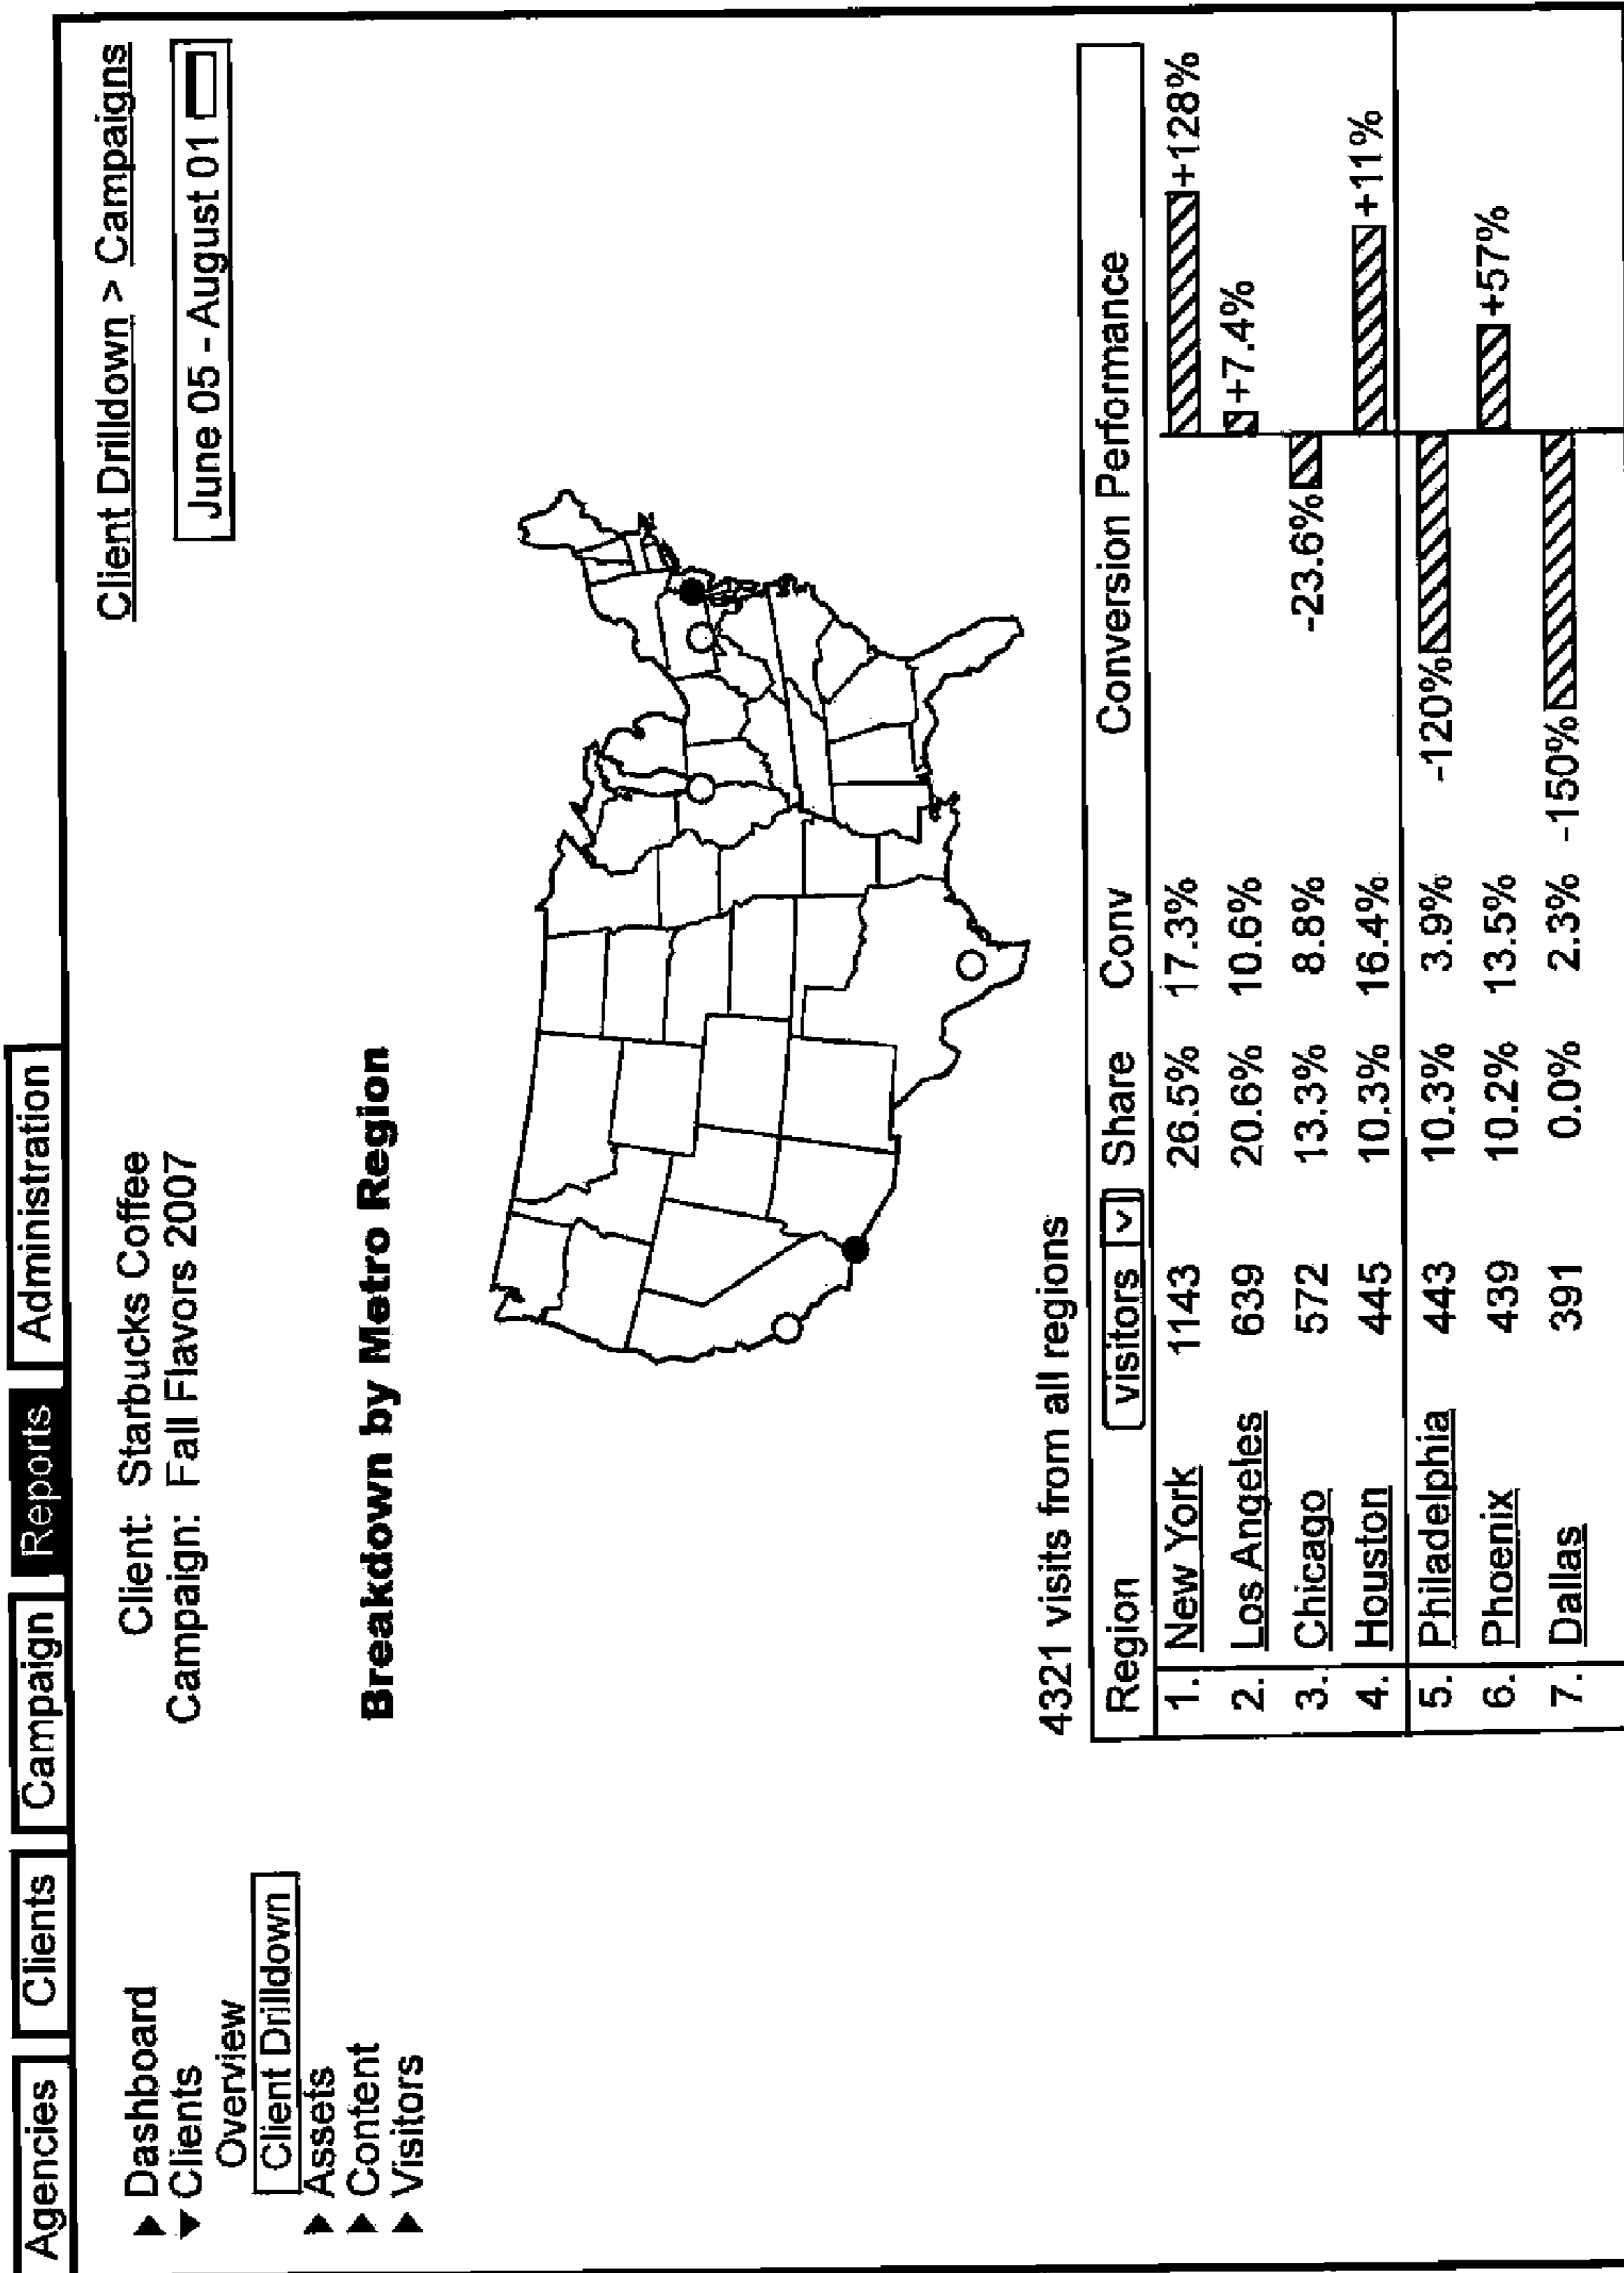 Agencies Clients Campaign Reports Administration
Client Drilldown > Campaigns
▶ Dashboard
▼ Clients
Overview
Client Drilldown
▶ Assets
▶ Content
▶ Visitors
Client: Starbucks Coffee
Campaign: Fall Flavors 2007
June 05 - August 01
Breakdown by Metro Region
4321 visits from all regions
Region visitors v Share Conv Conversion Performance
1. New York 1143 26.5% 17.3% +128%
2. Los Angeles 639 20.6% 10.6% +7.4%
3. Chicago 572 13.3% 8.8% -23.6%
4. Houston 445 10.3% 16.4% +11%
5. Philadelphia 443 10.3% 3.9% -120%
6. Phoenix 439 10.2% 13.5% +57%
7. Dallas 391 0.0% 2.3% -150%